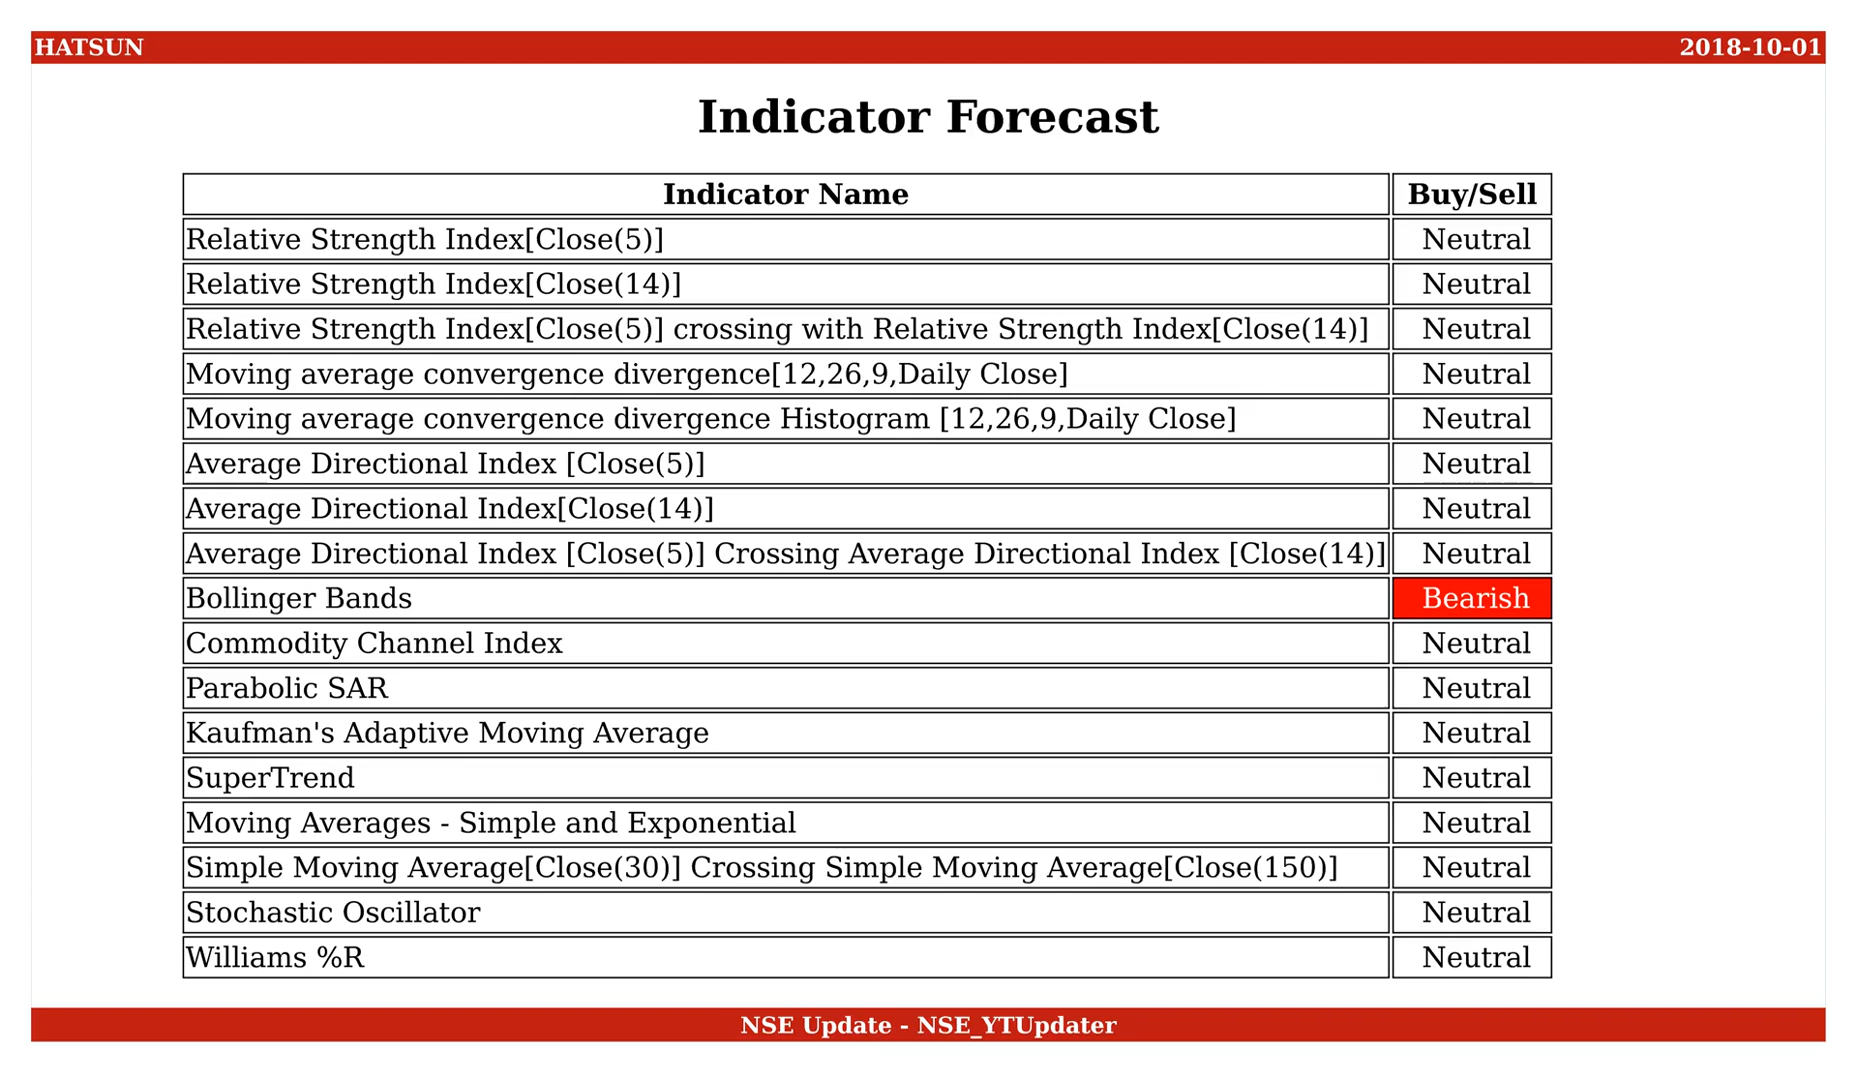 HATSUN 2018-10-01
Indicator Forecast
Indicator Name Buy/Sell
Relative Strength Index[Close(5)] Neutral
Relative Strength Index[Close(14)] Neutral
Relative Strength Index[Close(5)] crossing with Relative Strength Index[Close(14)] Neutral
Moving average convergence divergence[12,26,9,Daily Close] Neutral
Moving average convergence divergence Histogram [12,26,9,Daily Close] Neutral
Average Directional Index [Close(5)] Neutral
Average Directional Index[Close(14)] Neutral
Average Directional Index [Close(5)] Crossing Average Directional Index [Close(14)] Neutral
Bollinger Bands Bearish
Commodity Channel Index Neutral
Parabolic SAR Neutral
Kaufman's Adaptive Moving Average Neutral
SuperTrend Neutral
Moving Averages - Simple and Exponential Neutral
Simple Moving Average[Close(30)] Crossing Simple Moving Average[Close(150)] Neutral
Stochastic Oscillator Neutral
Williams %R Neutral
NSE Update - NSE_YTUpdater